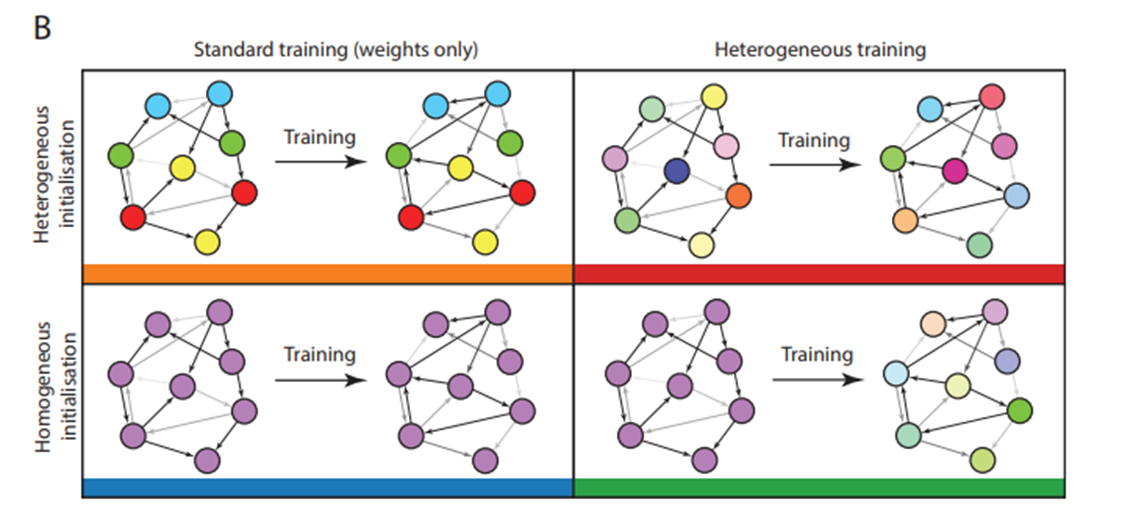 B
Standard training (weights only)
Heterogeneous training
Heterogeneous
initialisation
Training
Training
Homogeneous
initialisation
Training
Training